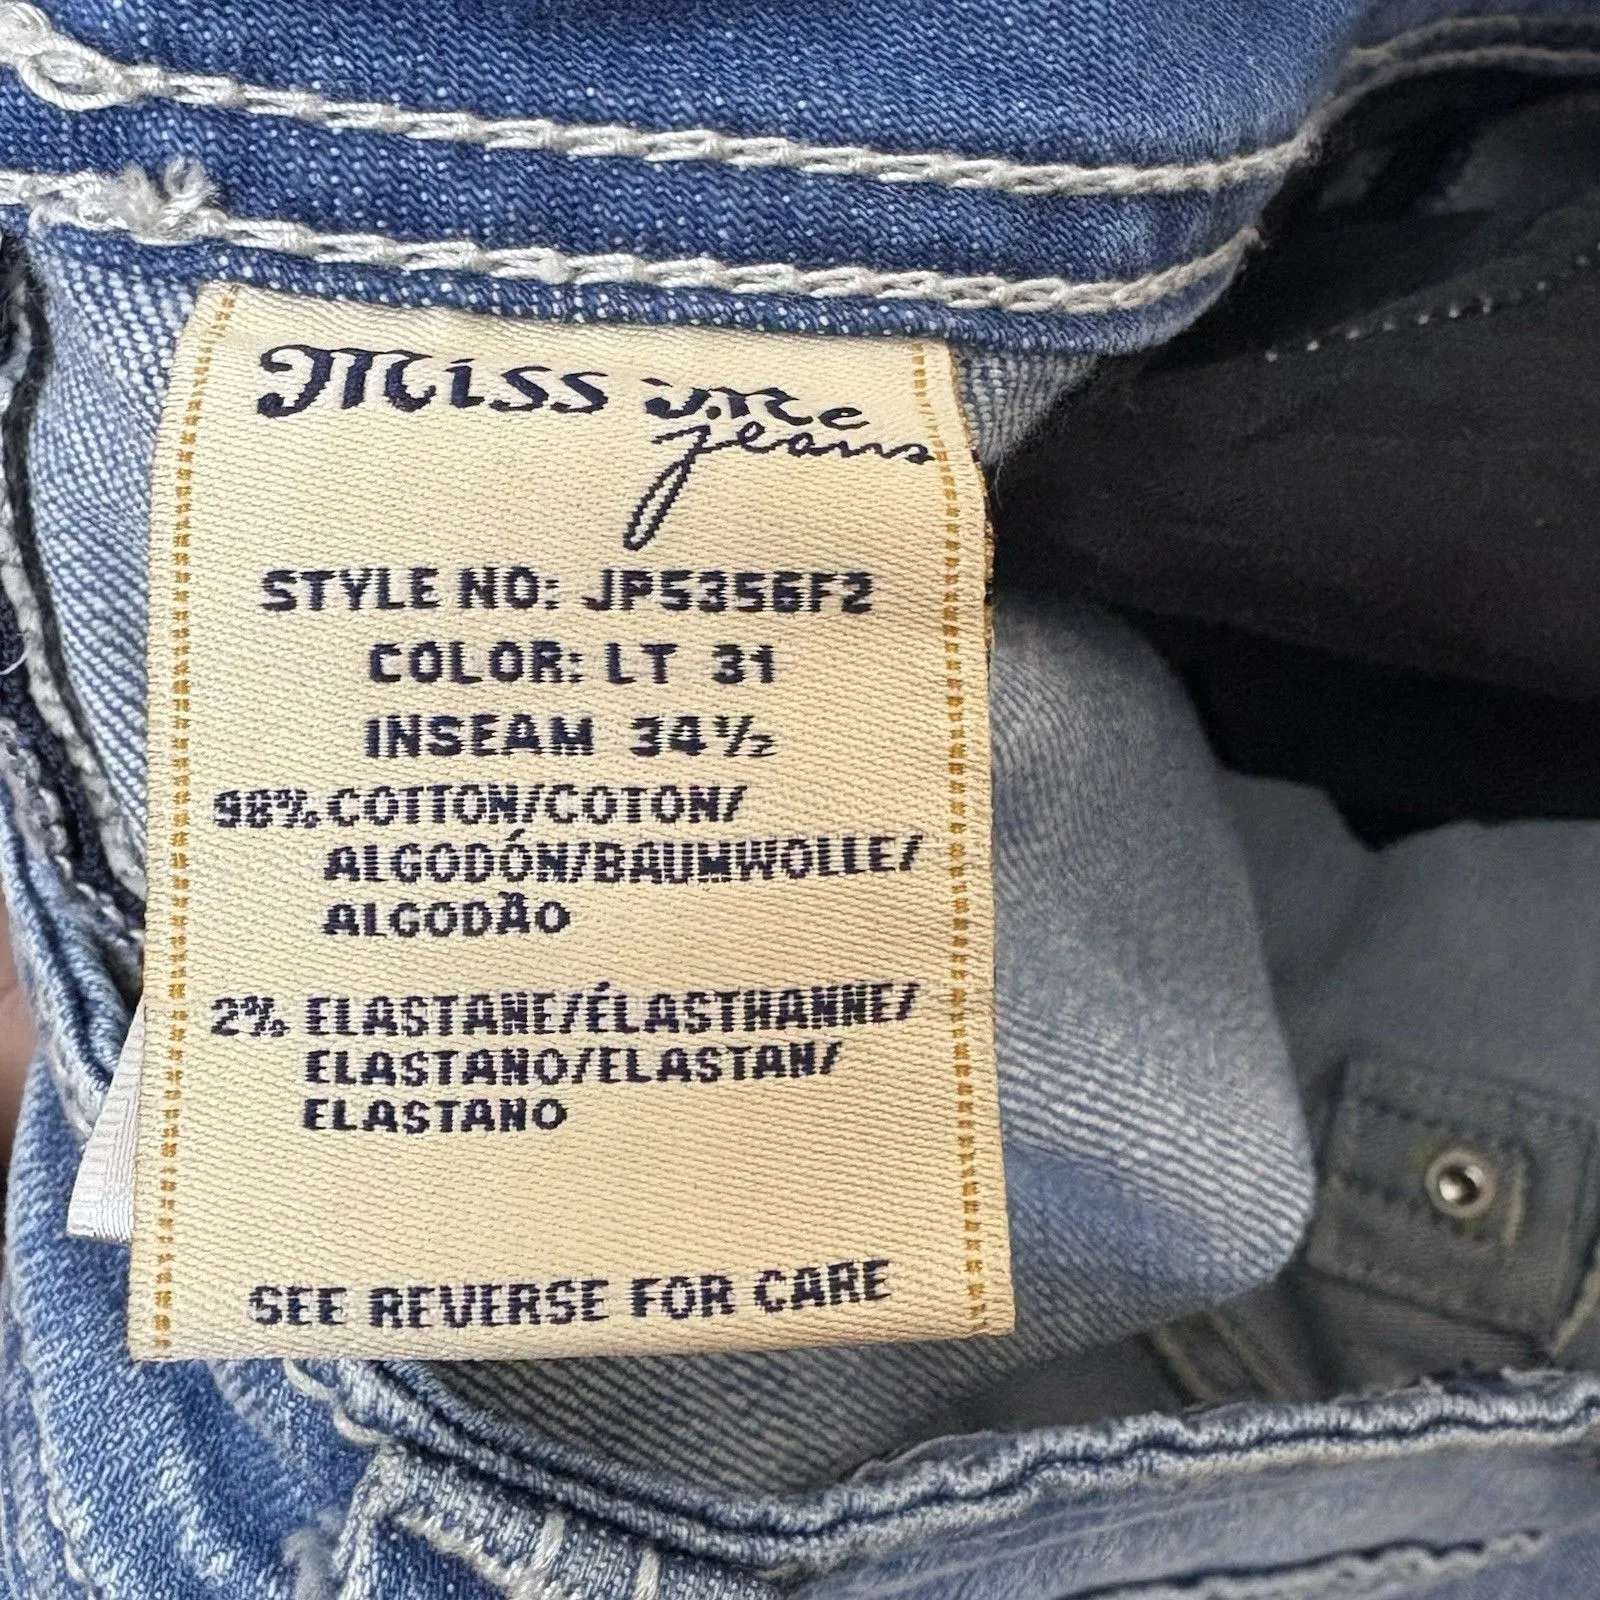 Miss Me
jeans
STYLE NO: JP5356F2
COLOR: LT 31
INSEAM 34½
98% COTTON/COTON/
ALGODÓN/BAUMWOLLE/
ALGODÃO
2% ELASTANE/ÉLASTHANNE/
ELASTANO/ELASTAN/
ELASTANO
SEE REVERSE FOR CARE